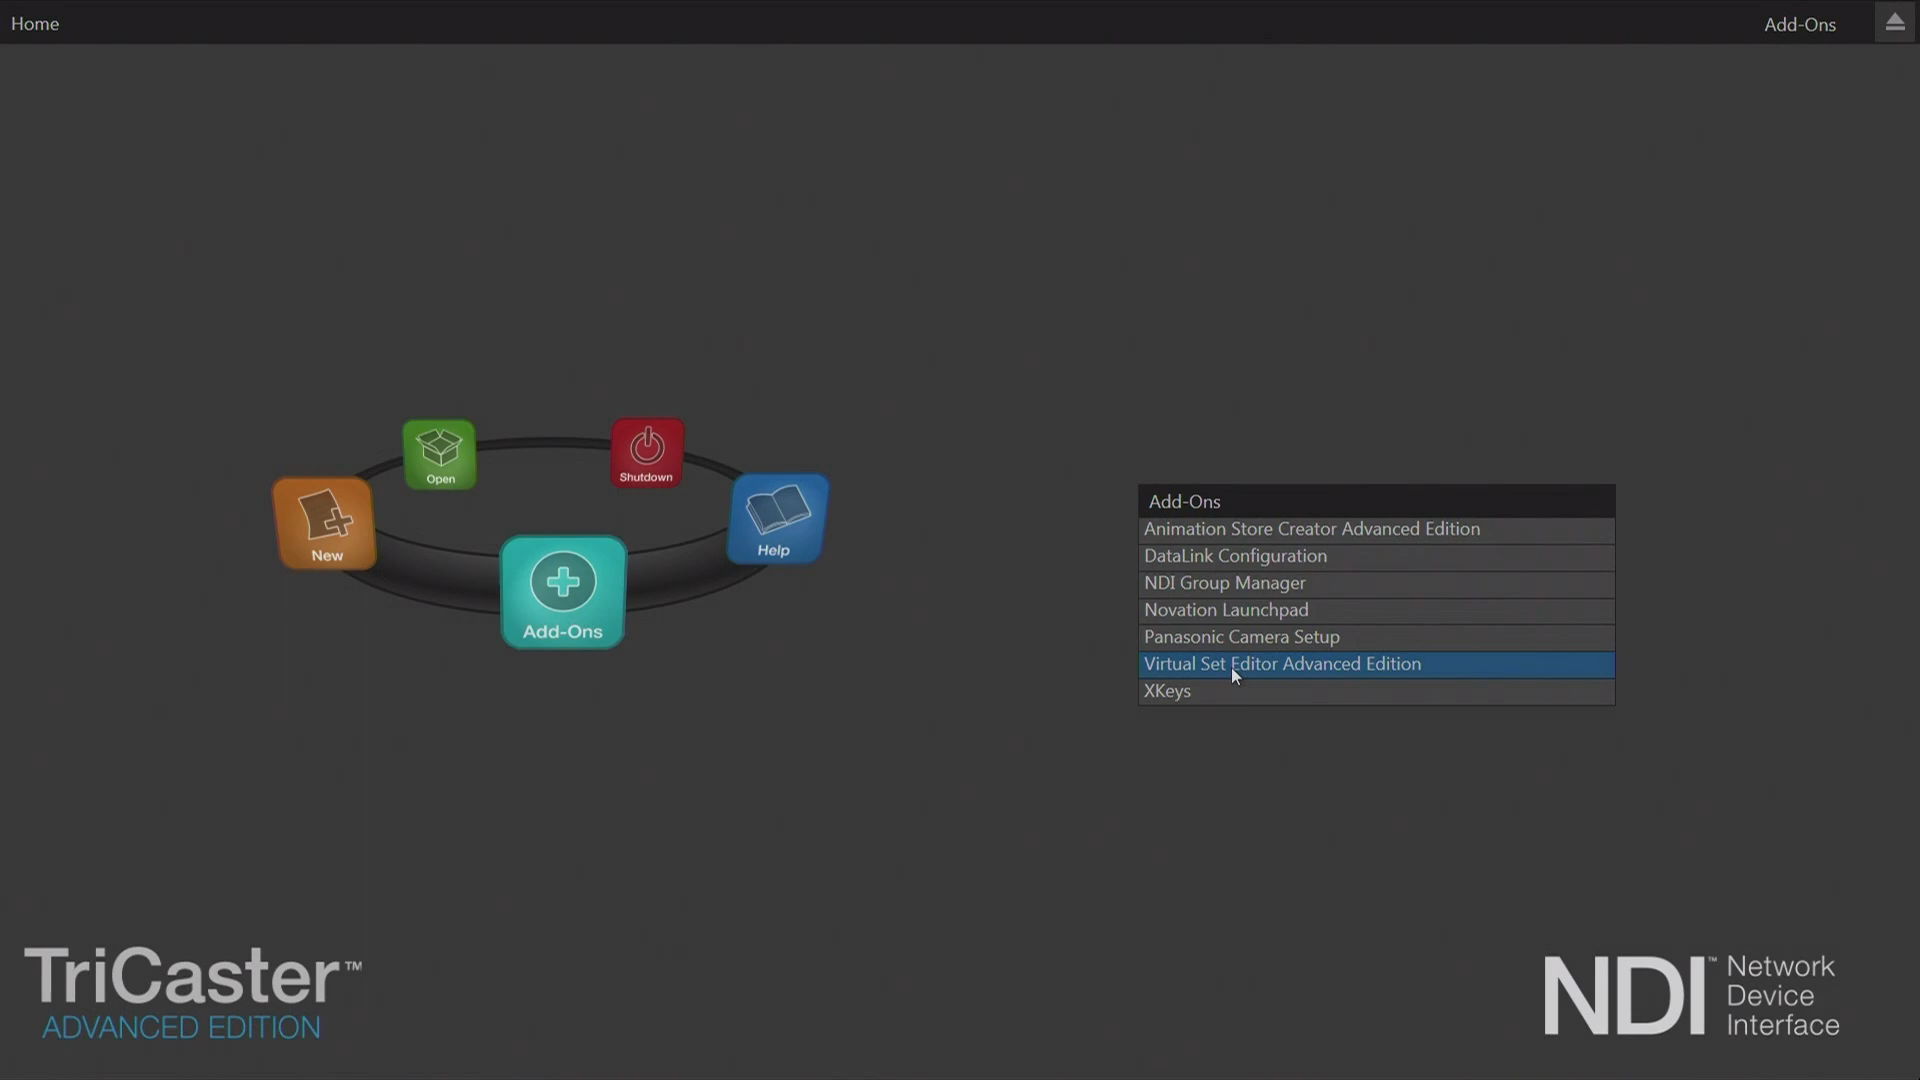 Home
Add-Ons
Open
Shutdown
New
Help
Add-Ons
Add-Ons
Animation Store Creator Advanced Edition
DataLink Configuration
NDI Group Manager
Novation Launchpad
Panasonic Camera Setup
Virtual Set Editor Advanced Edition
XKeys
TriCaster™
ADVANCED EDITION
NDI™ Network
Device
Interface